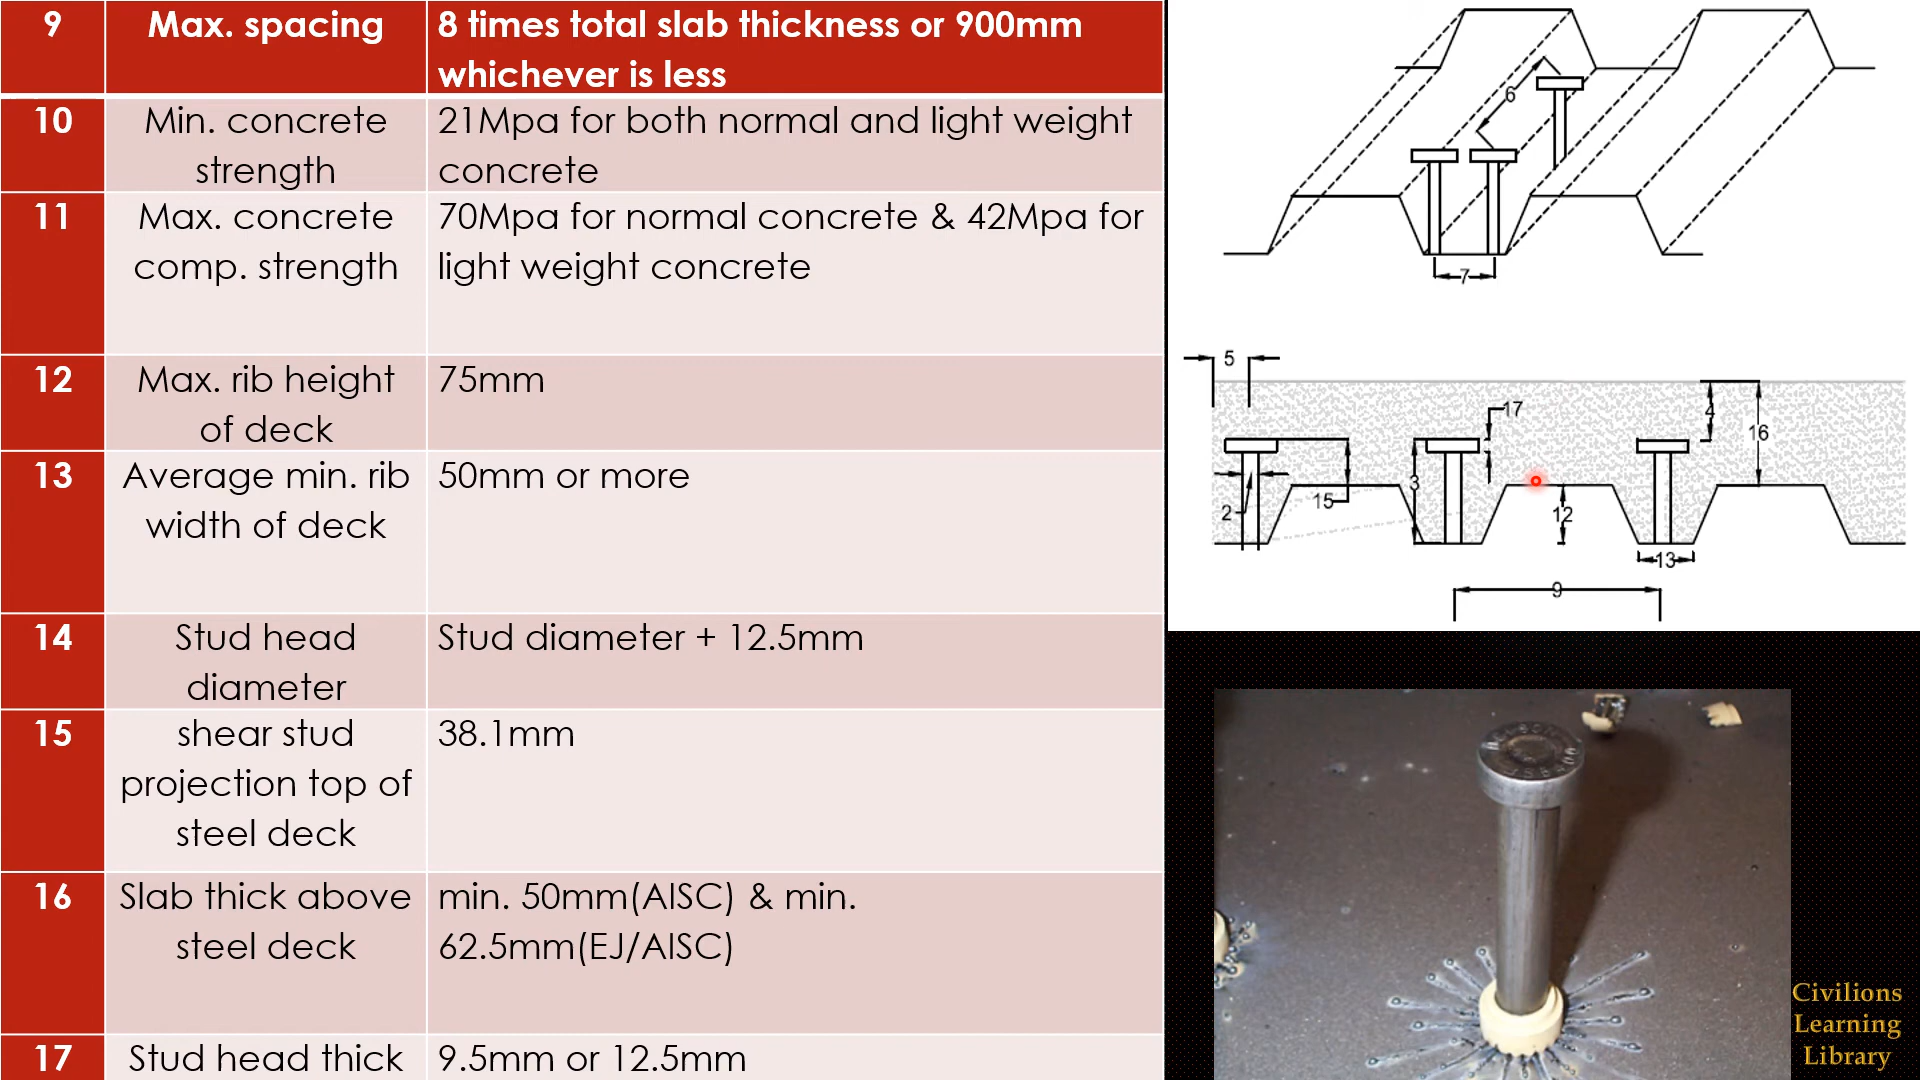 9 Max. spacing 8 times total slab thickness or 900mm
whichever is less
10 Min. concrete 21Mpa for both normal and light weight
strength concrete
11 Max. concrete 70Mpa for normal concrete & 42Mpa for
comp. strength light weight concrete
12 Max. rib height 75mm
of deck
13 Average min. rib 50mm or more
width of deck
14 Stud head Stud diameter + 12.5mm
diameter
15 shear stud 38.1mm
projection top of
steel deck
16 Slab thick above min. 50mm(AISC) & min.
steel deck 62.5mm(EJ/AISC)
17 Stud head thick 9.5mm or 12.5mm
6
7
5
17
4
16
3
15
2
12
13
9
Civilions
Learning
Library